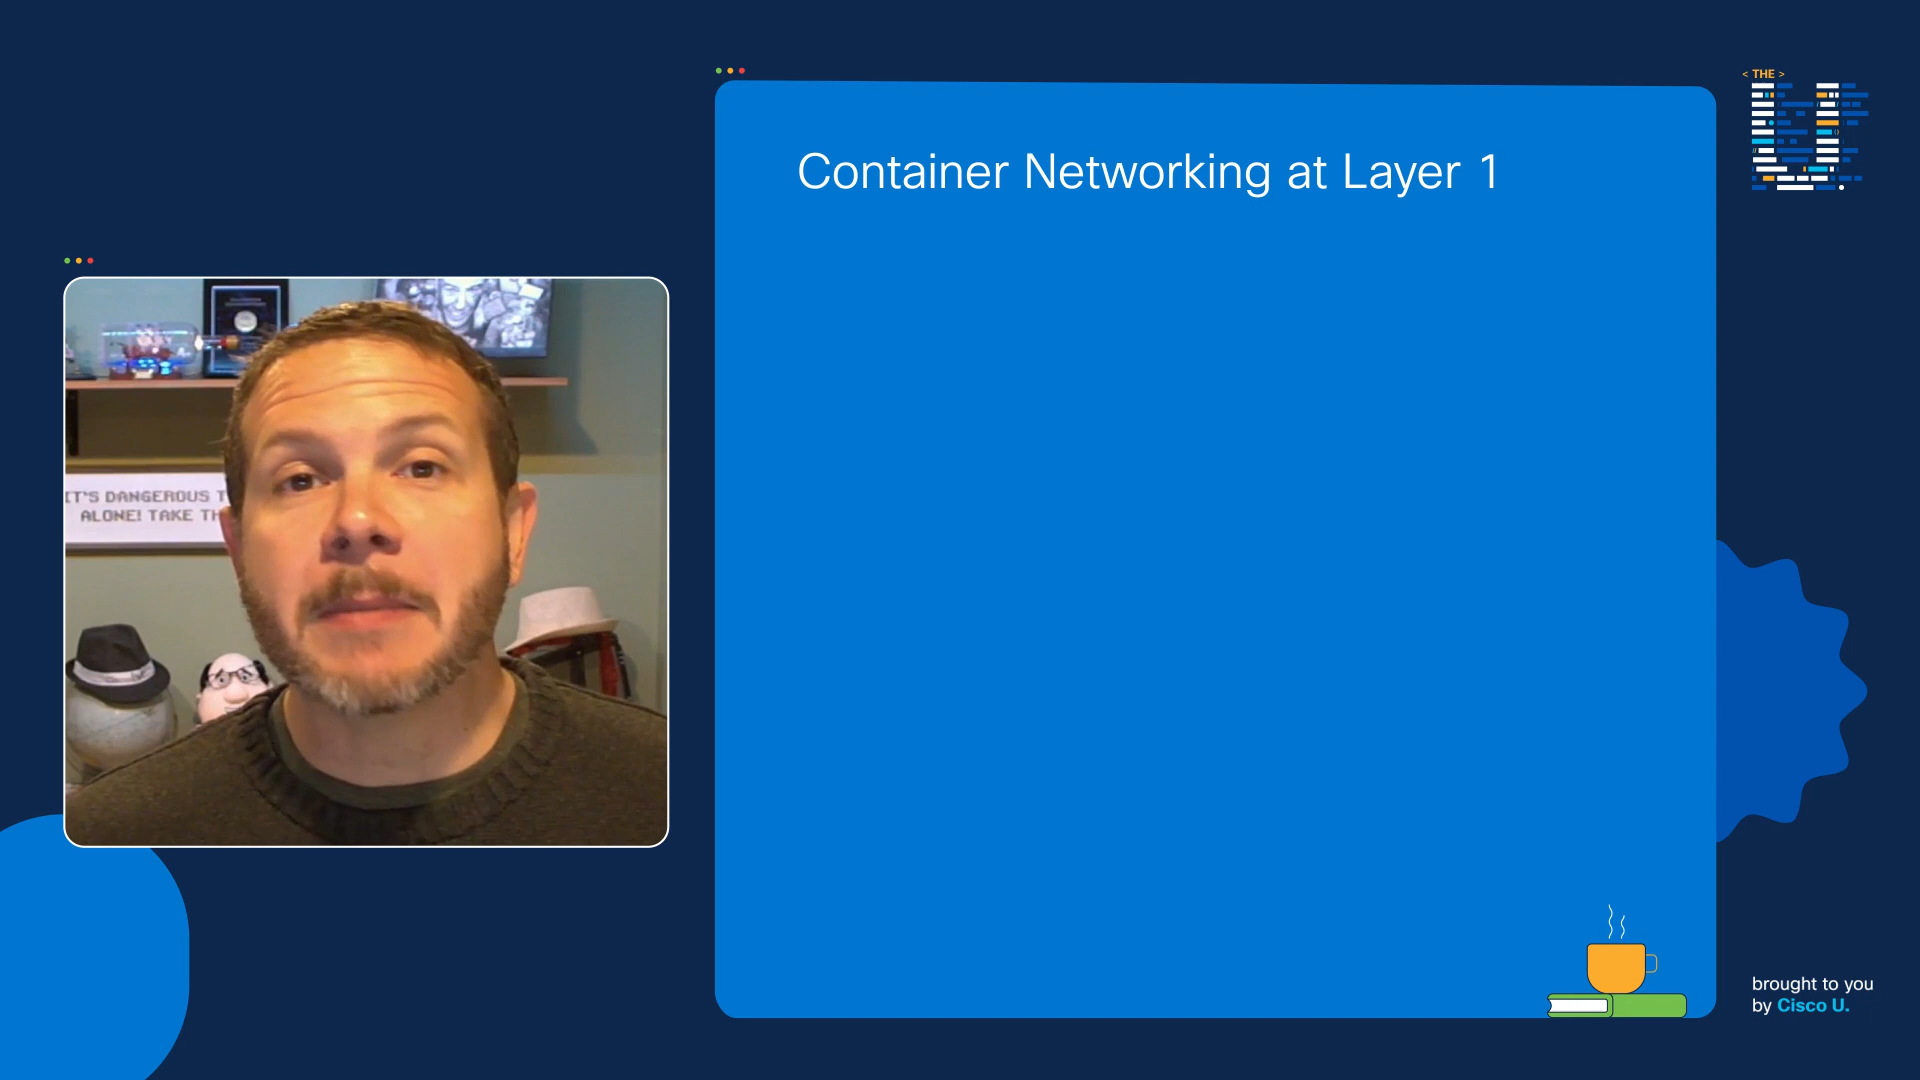 Container Networking at Layer 1
< THE >
IT'S DANGEROUS T
ALONE! TAKE TH
brought to you
by Cisco U.